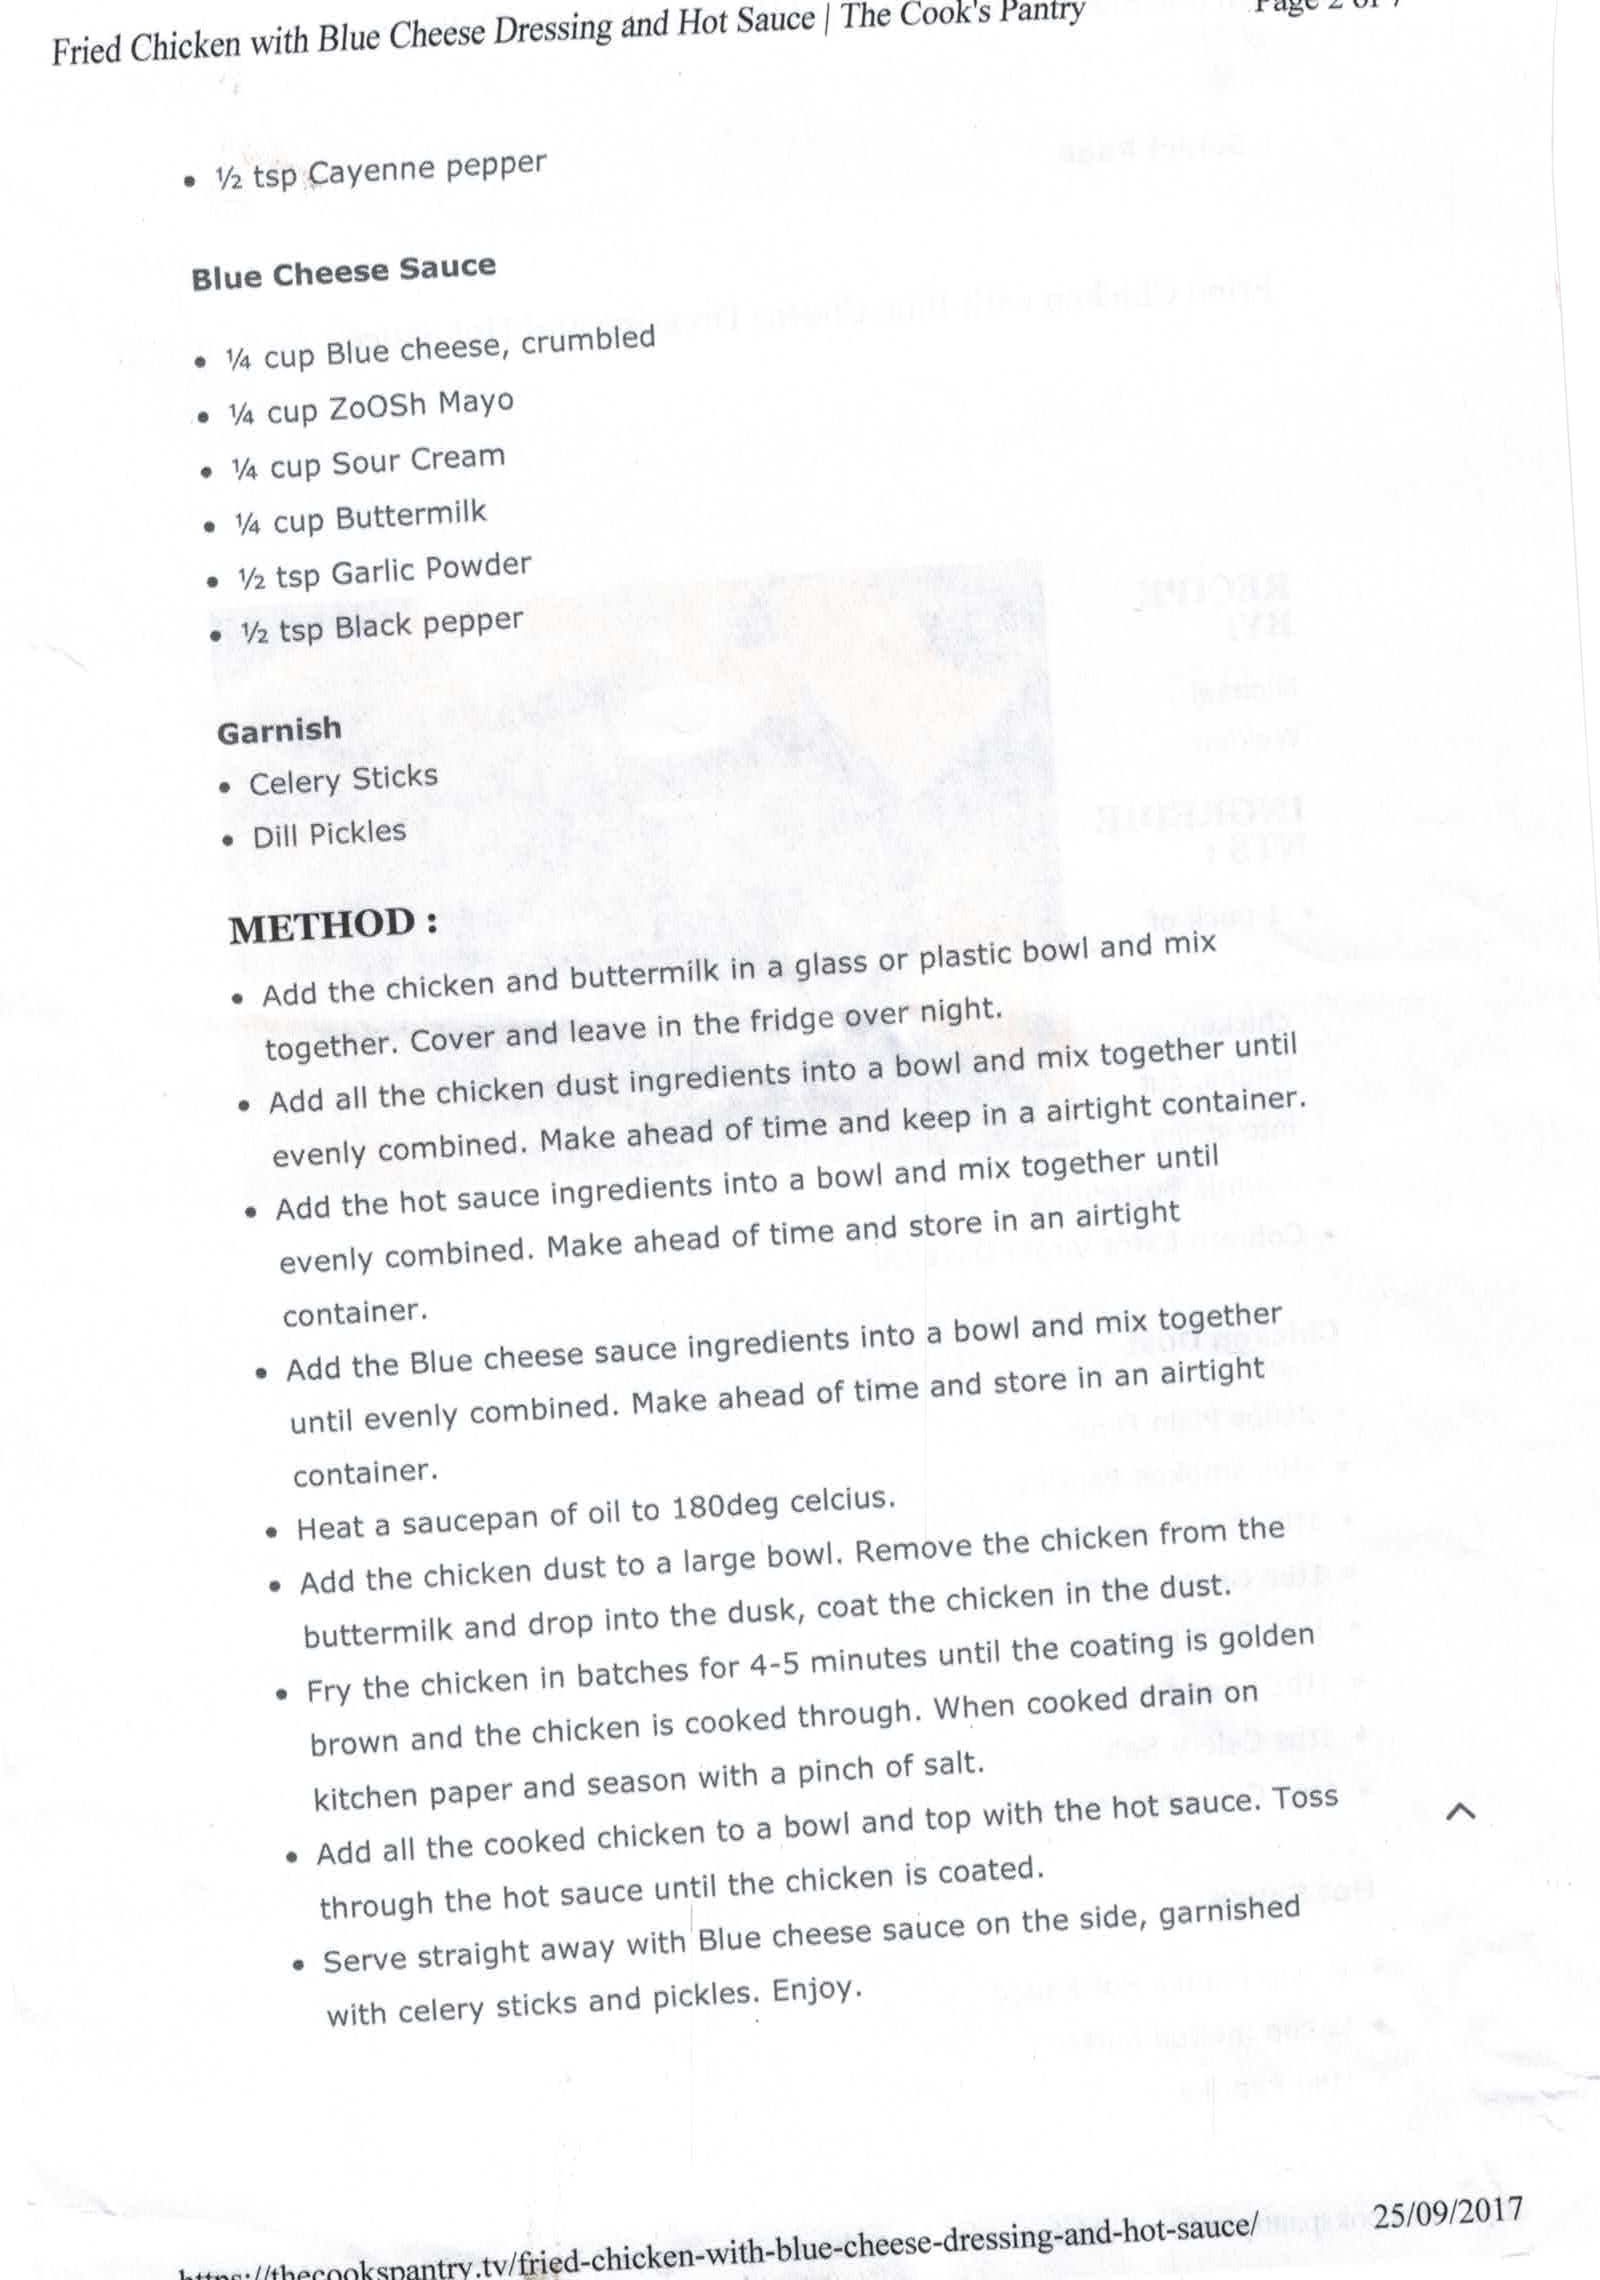 Fried Chicken with Blue Cheese Dressing and Hot Sauce | The Cook's Pantry
Page 2 of 7
• ½ tsp Cayenne pepper
Blue Cheese Sauce
• ¼ cup Blue cheese, crumbled
• ¼ cup ZoOSh Mayo
• ¼ cup Sour Cream
• ¼ cup Buttermilk
• ½ tsp Garlic Powder
• ½ tsp Black pepper
Garnish
• Celery Sticks
• Dill Pickles
METHOD :
• Add the chicken and buttermilk in a glass or plastic bowl and mix
together. Cover and leave in the fridge over night.
• Add all the chicken dust ingredients into a bowl and mix together until
evenly combined. Make ahead of time and keep in a airtight container.
• Add the hot sauce ingredients into a bowl and mix together until
evenly combined. Make ahead of time and store in an airtight
container.
• Add the Blue cheese sauce ingredients into a bowl and mix together
until evenly combined. Make ahead of time and store in an airtight
container.
• Heat a saucepan of oil to 180deg celcius.
• Add the chicken dust to a large bowl. Remove the chicken from the
buttermilk and drop into the dusk, coat the chicken in the dust.
• Fry the chicken in batches for 4-5 minutes until the coating is golden
brown and the chicken is cooked through. When cooked drain on
kitchen paper and season with a pinch of salt.
• Add all the cooked chicken to a bowl and top with the hot sauce. Toss
through the hot sauce until the chicken is coated.
• Serve straight away with Blue cheese sauce on the side, garnished
with celery sticks and pickles. Enjoy.
https://thecookspantry.tv/fried-chicken-with-blue-cheese-dressing-and-hot-sauce/
25/09/2017